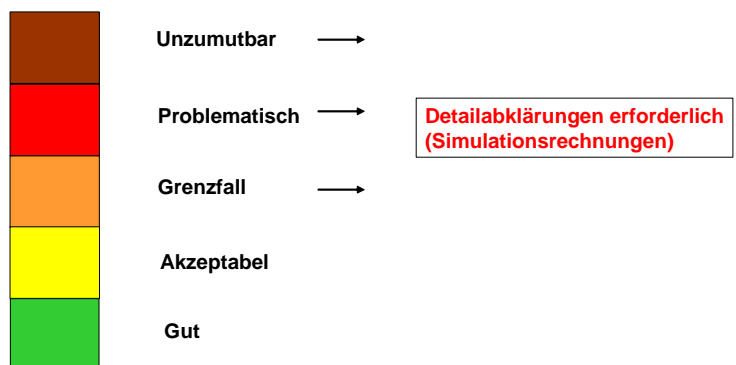 Unzumutbar
Problematisch
Detailabklärungen erforderlich
(Simulationsrechnungen)
Grenzfall
Akzeptabel
Gut